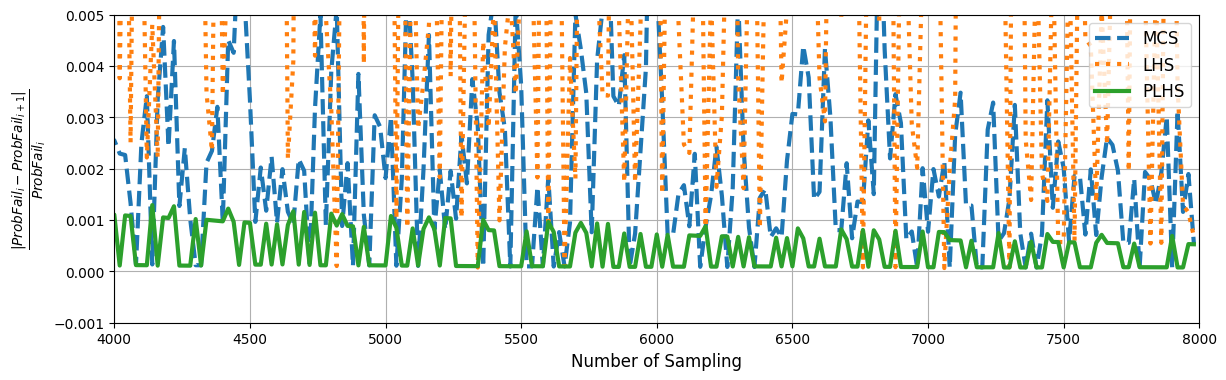 0.005
0.004
0.003
0.002
0.001
0.000
−0.001
|ProbFail_i − ProbFail_{i+1}|
ProbFail_i
4000 4500 5000 5500 6000 6500 7000 7500 8000
Number of Sampling
MCS
LHS
PLHS